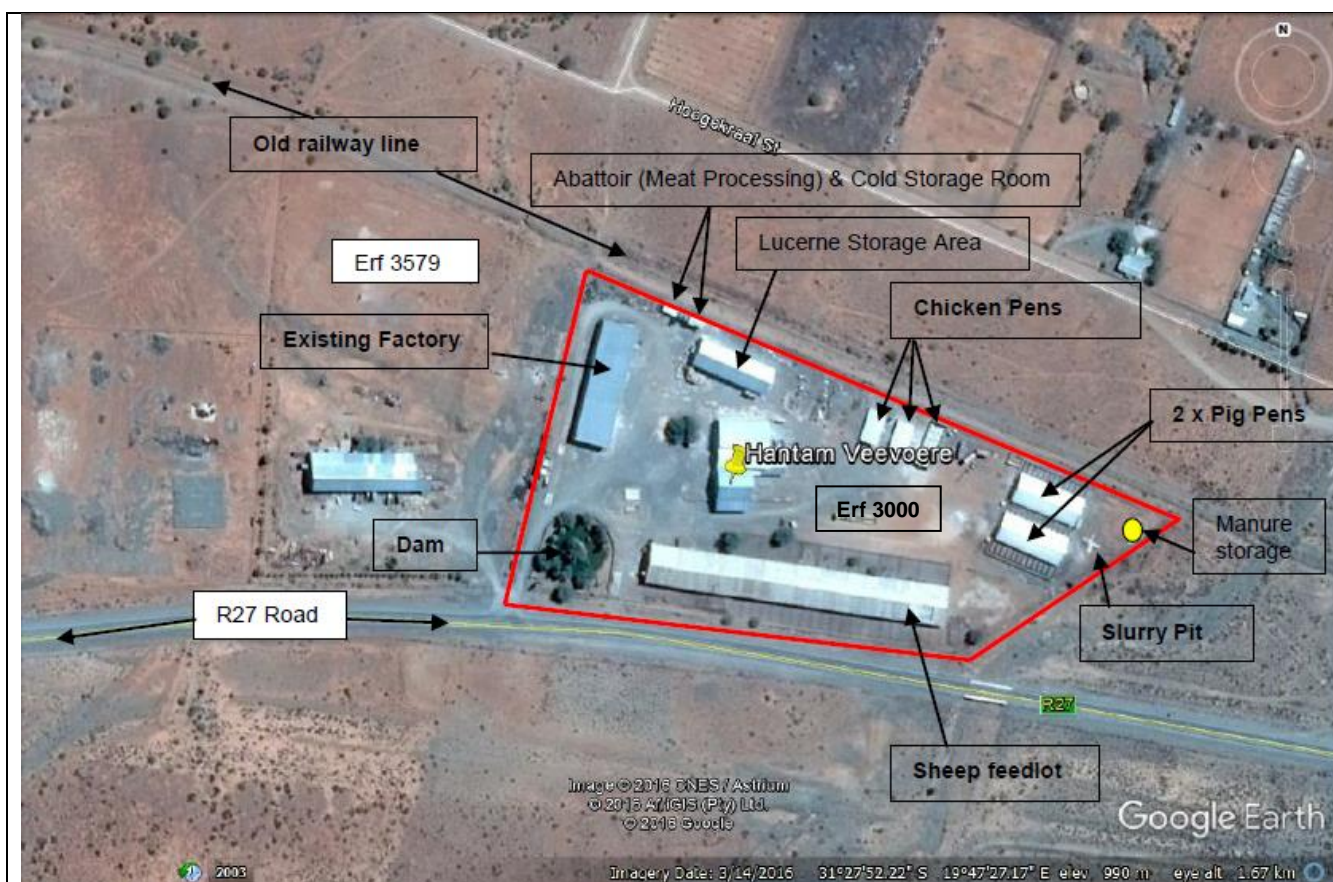 N
Hoogekraal St
Old railway line
Abattoir (Meat Processing) & Cold Storage Room
Lucerne Storage Area
Erf 3579
Chicken Pens
Existing Factory
2 x Pig Pens
Hantam Veevoere
Erf 3000
Manure
storage
Dam
R27 Road
Slurry Pit
R27
Sheep feedlot
Image © 2016 CNES / Astrium
© 2016 AfriGIS (Pty) Ltd.
© 2016 Google
Google Earth
2003
Imagery Date: 3/14/2016 31°27'52.22" S 19°47'27.17" E elev 990 m eye alt 1.67 km